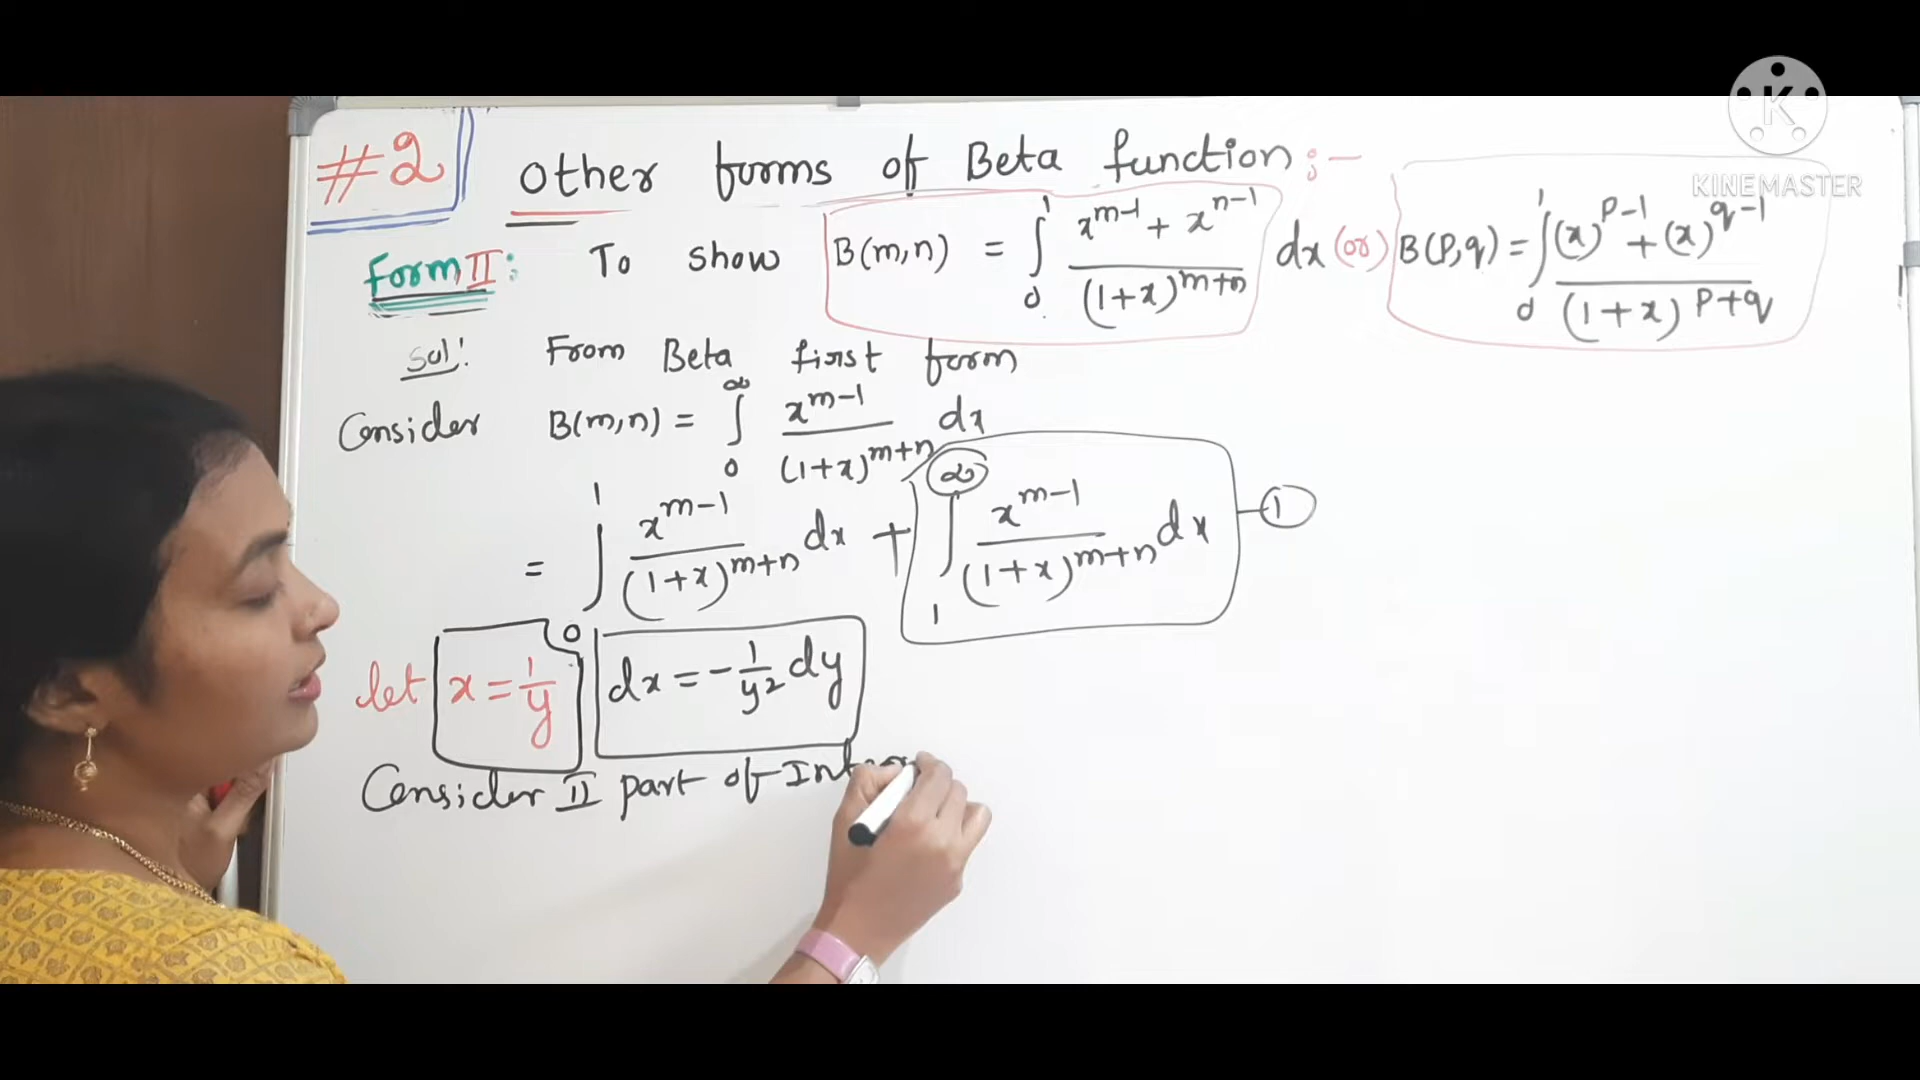 #2 Other forms of Beta function :-
Form II : To show B(m,n) = ∫₀¹ (x^(m-1) + x^(n-1)) / (1+x)^(m+n) dx (or) B(P,q) = ∫₀¹ ((x)^(P-1) + (x)^(q-1)) / (1+x)^(P+q)
Sol: From Beta first form
Consider B(m,n) = ∫₀^∞ x^(m-1) / (1+x)^(m+n) dx
= ∫₀¹ x^(m-1) / (1+x)^(m+n) dx + ∫₁^∞ x^(m-1) / (1+x)^(m+n) dx — ①
let x = 1/y dx = -1/y² dy
Consider II part of
K
KINEMASTER